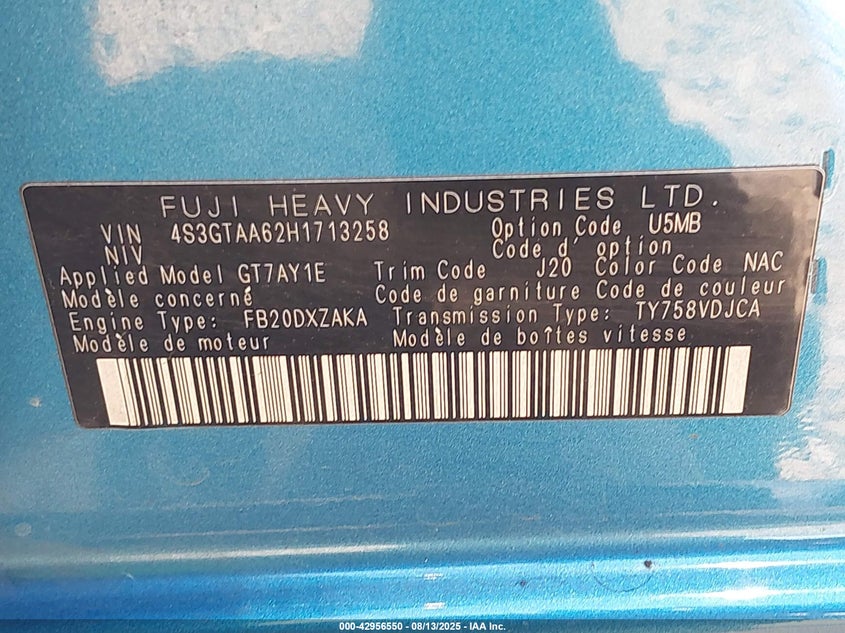 FUJI HEAVY INDUSTRIES LTD.
VIN 4S3GTAA62H1713258 Option Code U5MB
NIV Code d' option
Applied Model GT7AY1E Trim Code J20 Color Code NAC
Modèle concerné Code de garniture Code de couleur
Engine Type: FB20DXZAKA Transmission Type: TY758VDJCA
Modèle de moteur Modèle de boîtes vitesse
000-42956550 - 08/13/2025 - IAA Inc.